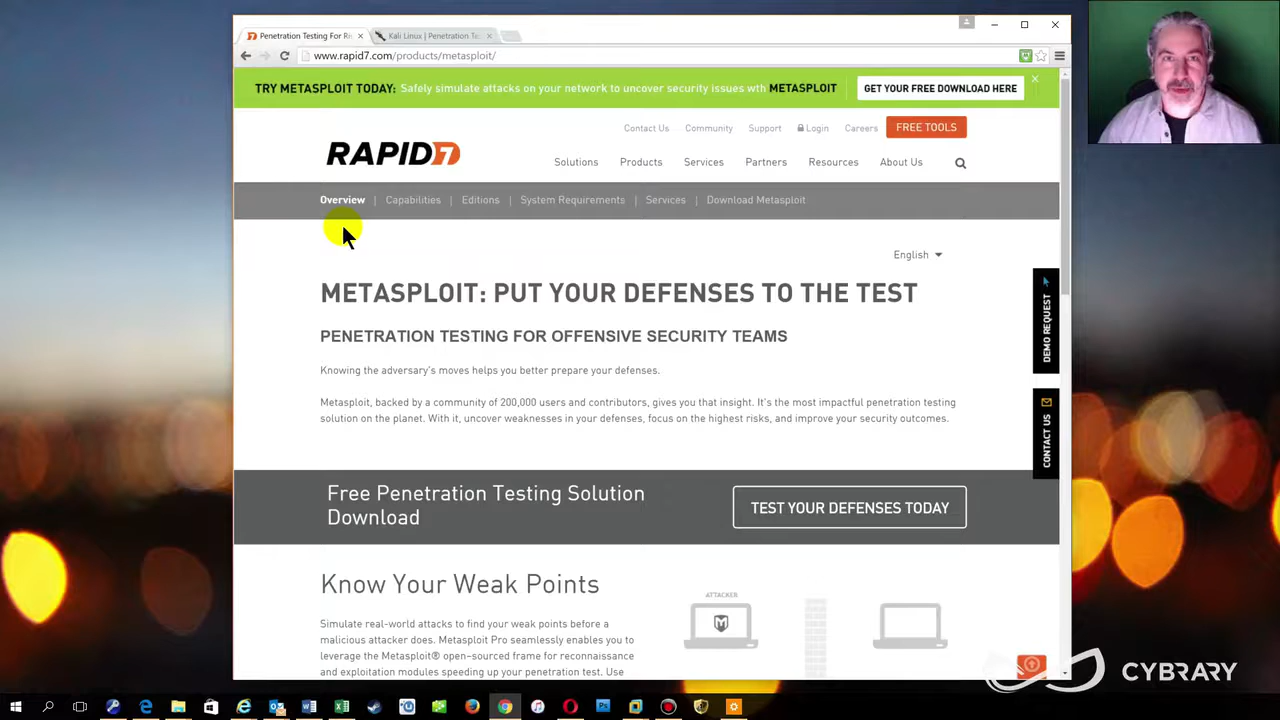 Penetration Testing For Ri
Kali Linux | Penetration Te
www.rapid7.com/products/metasploit/
TRY METASPLOIT TODAY: Safely simulate attacks on your network to uncover security issues wth METASPLOIT
GET YOUR FREE DOWNLOAD HERE
Contact Us
Community
Support
Login
Careers
FREE TOOLS
RAPID7
Solutions
Products
Services
Partners
Resources
About Us
Overview | Capabilities | Editions | System Requirements | Services | Download Metasploit
English
METASPLOIT: PUT YOUR DEFENSES TO THE TEST
PENETRATION TESTING FOR OFFENSIVE SECURITY TEAMS
Knowing the adversary's moves helps you better prepare your defenses.
Metasploit, backed by a community of 200,000 users and contributors, gives you that insight. It's the most impactful penetration testing
solution on the planet. With it, uncover weaknesses in your defenses, focus on the highest risks, and improve your security outcomes.
DEMO REQUEST
CONTACT US
Free Penetration Testing Solution
Download
TEST YOUR DEFENSES TODAY
Know Your Weak Points
Simulate real-world attacks to find your weak points before a
malicious attacker does. Metasploit Pro seamlessly enables you to
leverage the Metasploit® open-sourced frame for reconnaissance
and exploitation modules speeding up your penetration test. Use
ATTACKER
CYBRARY